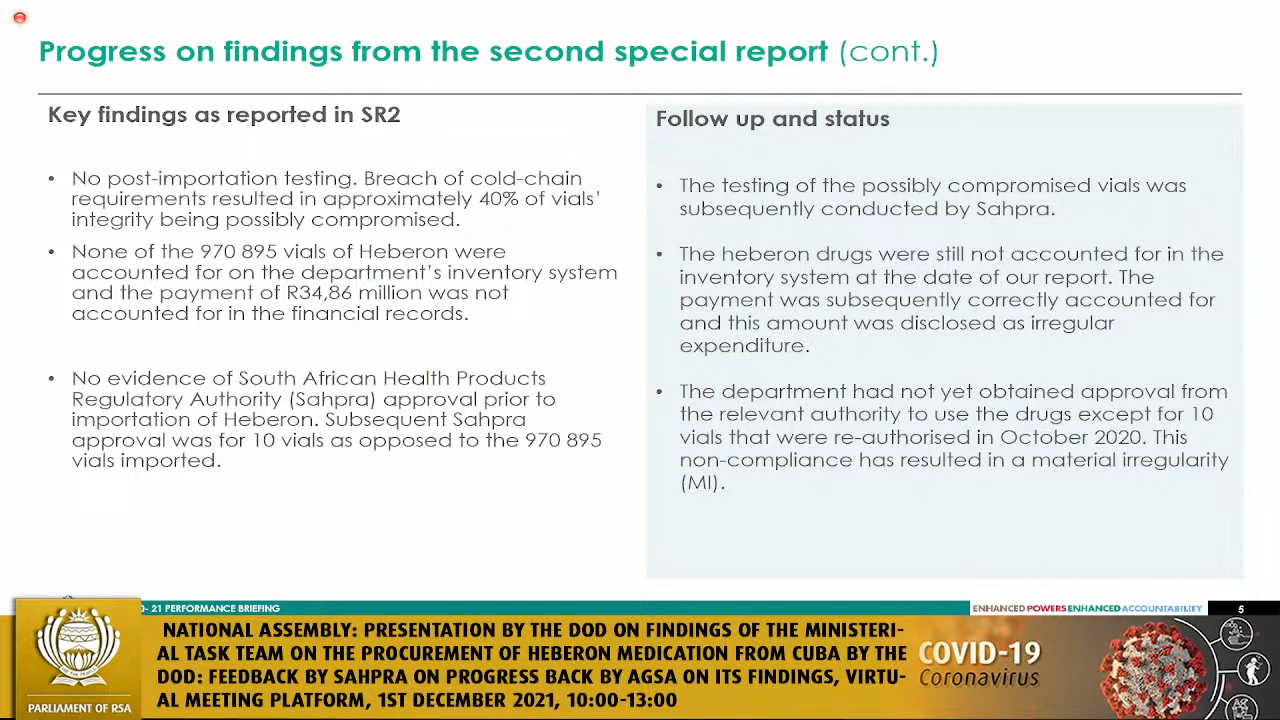 Progress on findings from the second special report (cont.)
Key findings as reported in SR2
• No post-importation testing. Breach of cold-chain
requirements resulted in approximately 40% of vials’
integrity being possibly compromised.
• None of the 970 895 vials of Heberon were
accounted for on the department’s inventory system
and the payment of R34,86 million was not
accounted for in the financial records.
• No evidence of South African Health Products
Regulatory Authority (Sahpra) approval prior to
importation of Heberon. Subsequent Sahpra
approval was for 10 vials as opposed to the 970 895
vials imported.
Follow up and status
• The testing of the possibly compromised vials was
subsequently conducted by Sahpra.
• The heberon drugs were still not accounted for in the
inventory system at the date of our report. The
payment was subsequently correctly accounted for
and this amount was disclosed as irregular
expenditure.
• The department had not yet obtained approval from
the relevant authority to use the drugs except for 10
vials that were re-authorised in October 2020. This
non-compliance has resulted in a material irregularity
(MI).
- 21 PERFORMANCE BRIEFING
ENHANCED POWERS ENHANCED ACCOUNTABILITY
5
NATIONAL ASSEMBLY: PRESENTATION BY THE DOD ON FINDINGS OF THE MINISTERI-
AL TASK TEAM ON THE PROCUREMENT OF HEBERON MEDICATION FROM CUBA BY THE
DOD: FEEDBACK BY SAHPRA ON PROGRESS BACK BY AGSA ON ITS FINDINGS, VIRTU-
AL MEETING PLATFORM, 1ST DECEMBER 2021, 10:00-13:00
PARLIAMENT OF RSA
COVID-19
Coronavirus